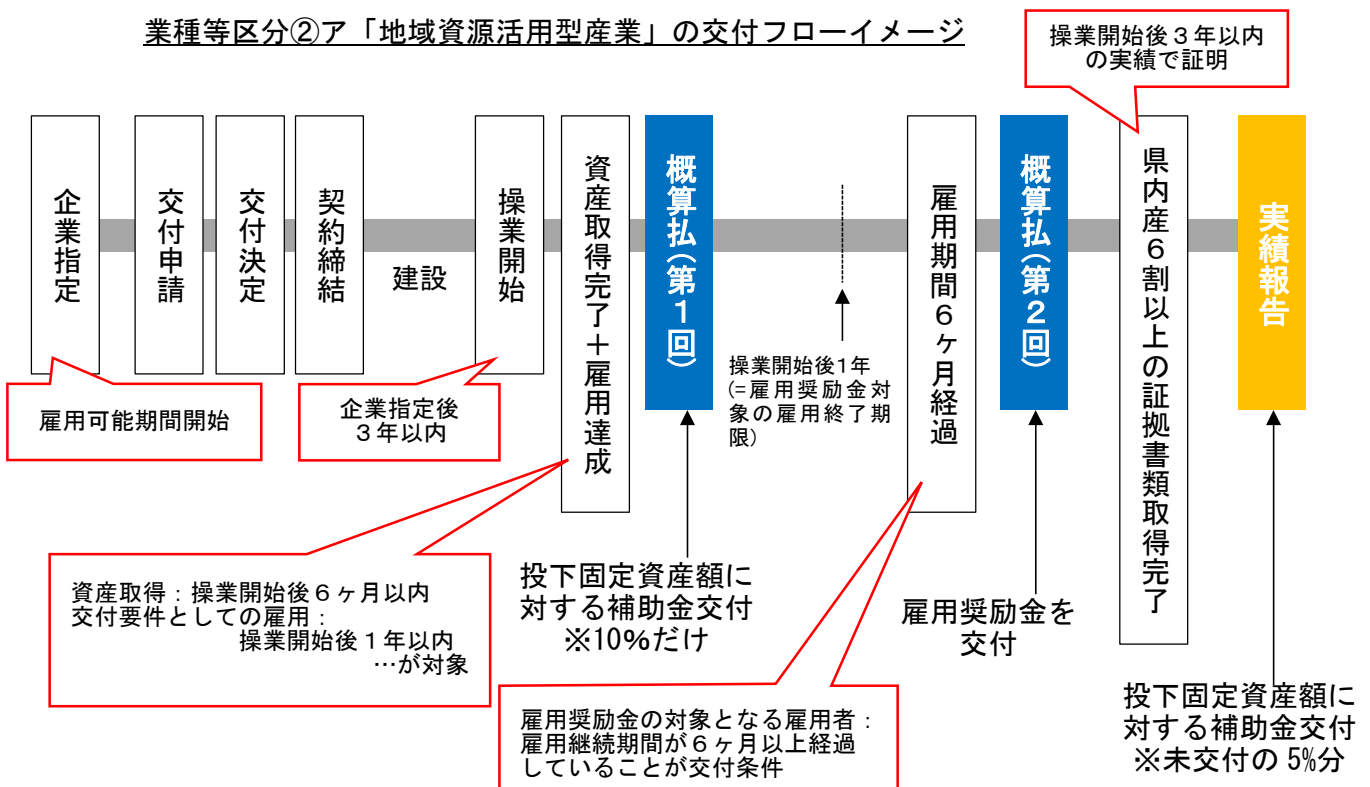 業種等区分②ア「地域資源活用型産業」の交付フローイメージ
操業開始後３年以内
の実績で証明
企業指定
交付申請
交付決定
契約締結
建設
操業開始
資産取得完了＋雇用達成
概算払（第１回）
雇用期間６ヶ月経過
概算払（第２回）
県内産６割以上の証拠書類取得完了
実績報告
雇用可能期間開始
企業指定後
３年以内
操業開始後1年
(=雇用奨励金対
象の雇用終了期
限)
資産取得：操業開始後６ヶ月以内
交付要件としての雇用：
操業開始後１年以内
…が対象
投下固定資産額に
対する補助金交付
※10%だけ
雇用奨励金を
交付
雇用奨励金の対象となる雇用者：
雇用継続期間が６ヶ月以上経過
していることが交付条件
投下固定資産額に
対する補助金交付
※未交付の 5%分